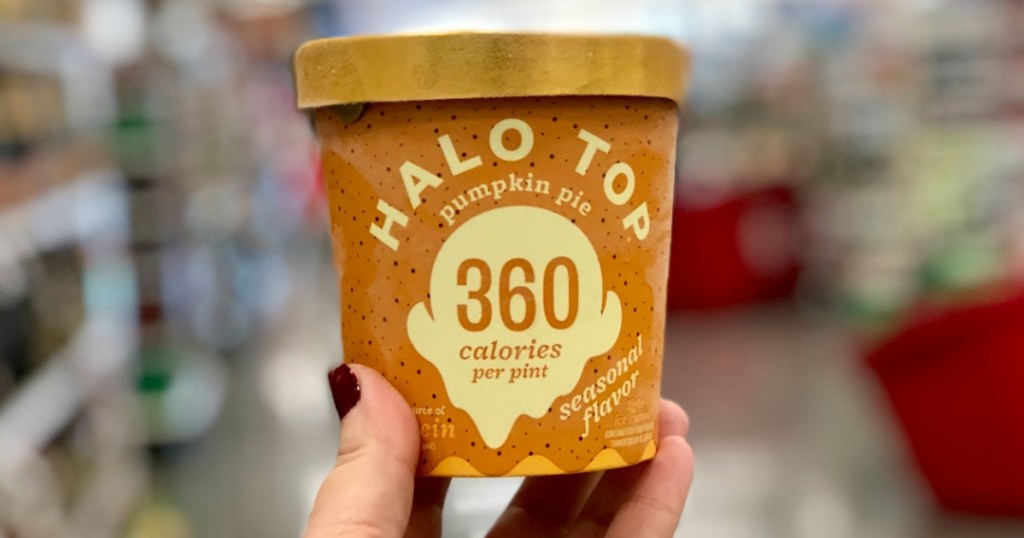 HALO TOP
pumpkin pie
360
calories
per pint
seasonal
flavor